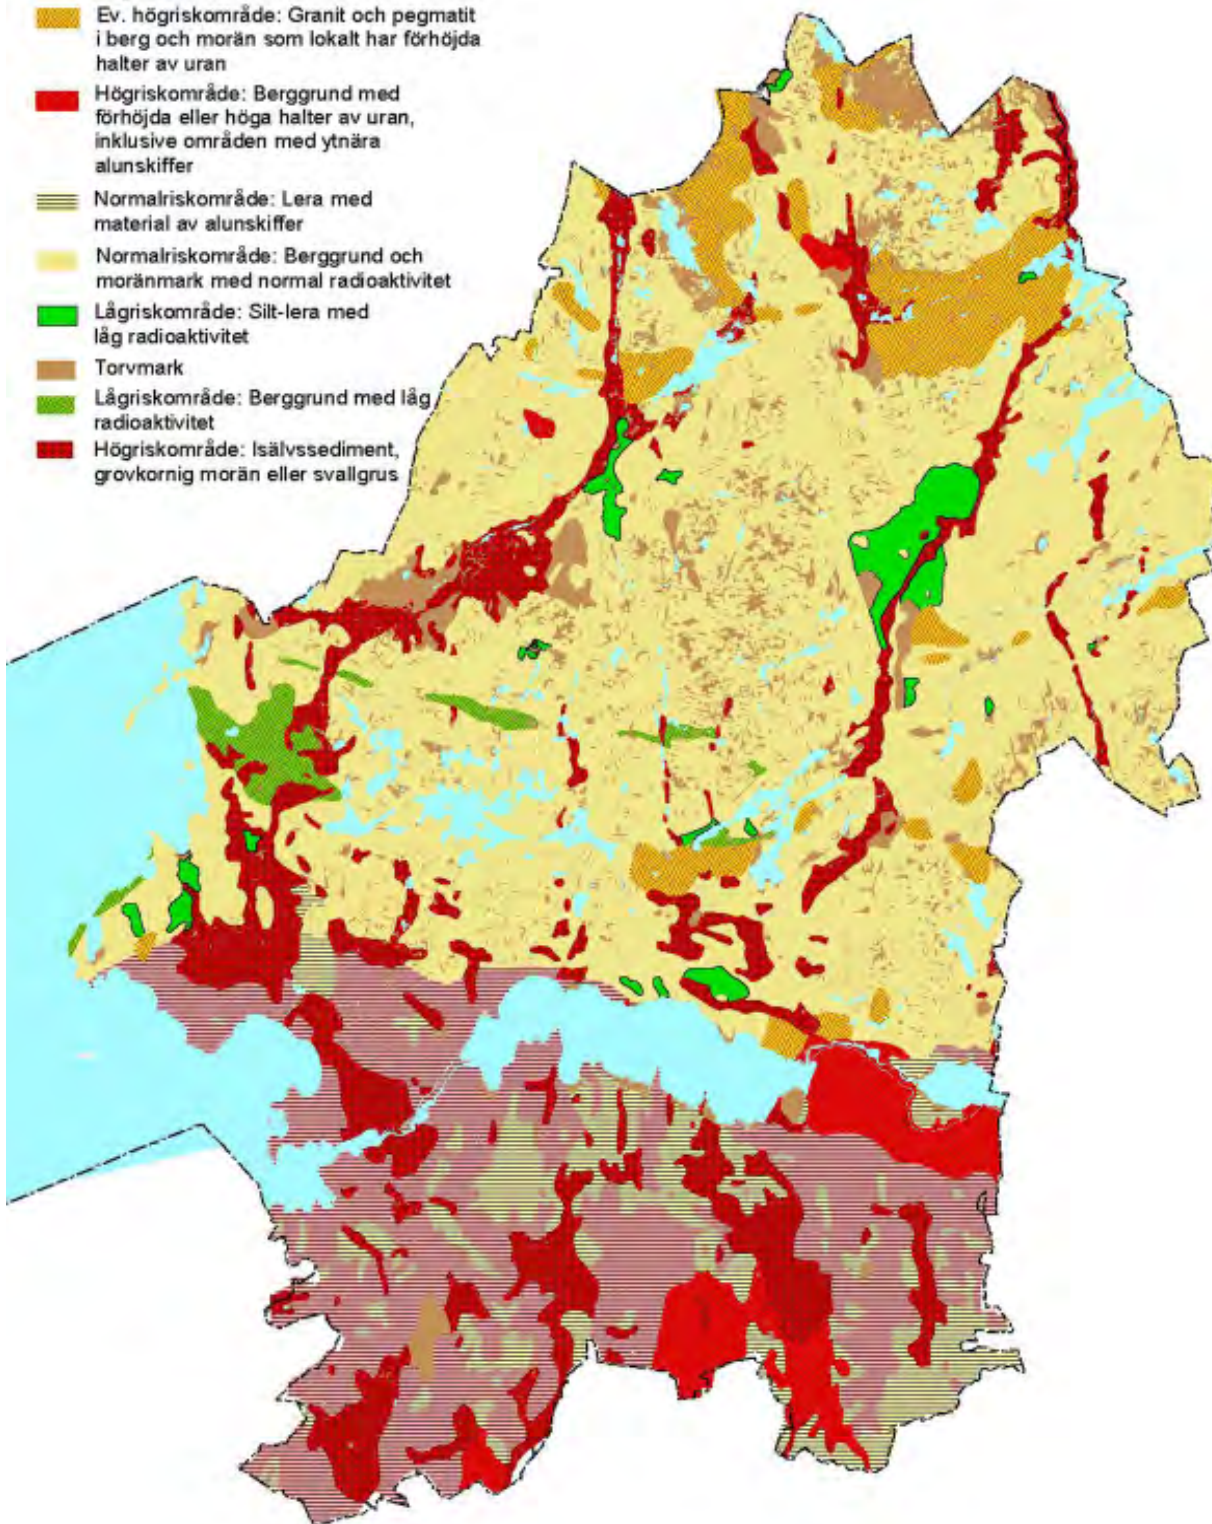 Ev. högriskområde: Granit och pegmatit
i berg och morän som lokalt har förhöjda
halter av uran
Högriskområde: Berggrund med
förhöjda eller höga halter av uran,
inklusive områden med ytnära
alunskiffer
Normalriskområde: Lera med
material av alunskiffer
Normalriskområde: Berggrund och
moränmark med normal radioaktivitet
Lågriskområde: Silt-lera med
låg radioaktivitet
Torvmark
Lågriskområde: Berggrund med låg
radioaktivitet
Högriskområde: Isälvssediment,
grovkornig morän eller svallgrus